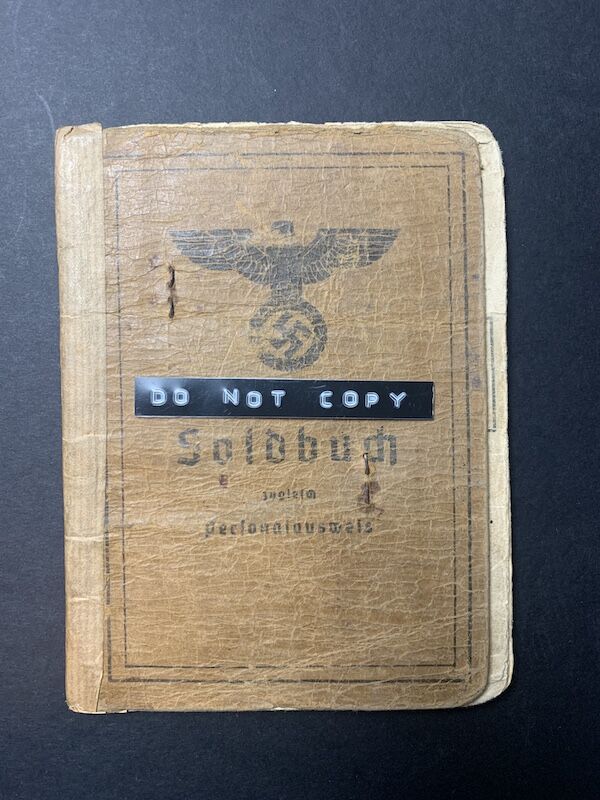 DO NOT COPY
Soldbuch
zugleich
Personalausweis